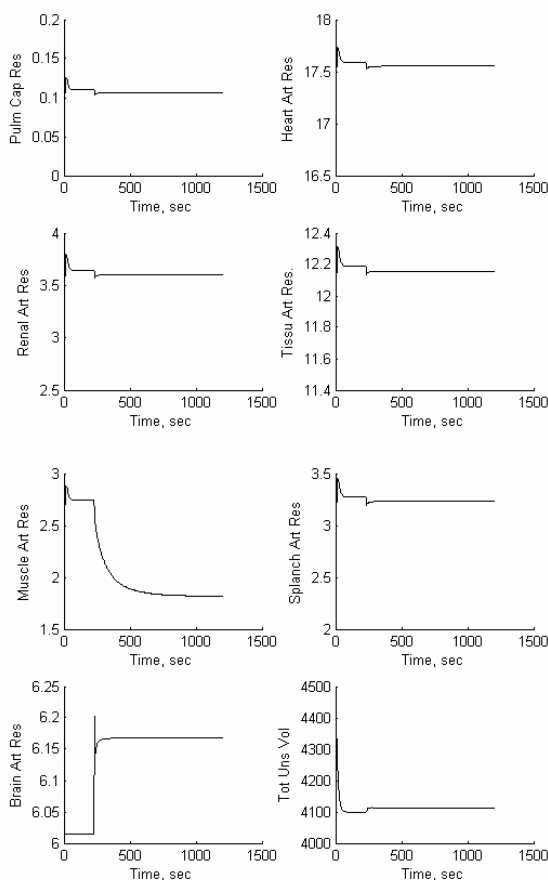 0.2
0.15
0.1
0.05
0
Pulm Cap Res
0 500 1000 1500
Time, sec
18
17.5
17
16.5
Heart Art Res
0 500 1000 1500
Time, sec
4
3.5
3
2.5
Renal Art Res
0 500 1000 1500
Time, sec
12.4
12.2
12
11.8
11.6
11.4
Tissu Art Res.
0 500 1000 1500
Time, sec
3
2.5
2
1.5
Muscle Art Res
0 500 1000 1500
Time, sec
3.5
3
2.5
2
Splanch Art Res
0 500 1000 1500
Time, sec
6.25
6.2
6.15
6.1
6.05
6
Brain Art Res
0 500 1000 1500
Time, sec
4500
4400
4300
4200
4100
4000
Tot Uns Vol
0 500 1000 1500
Time, sec